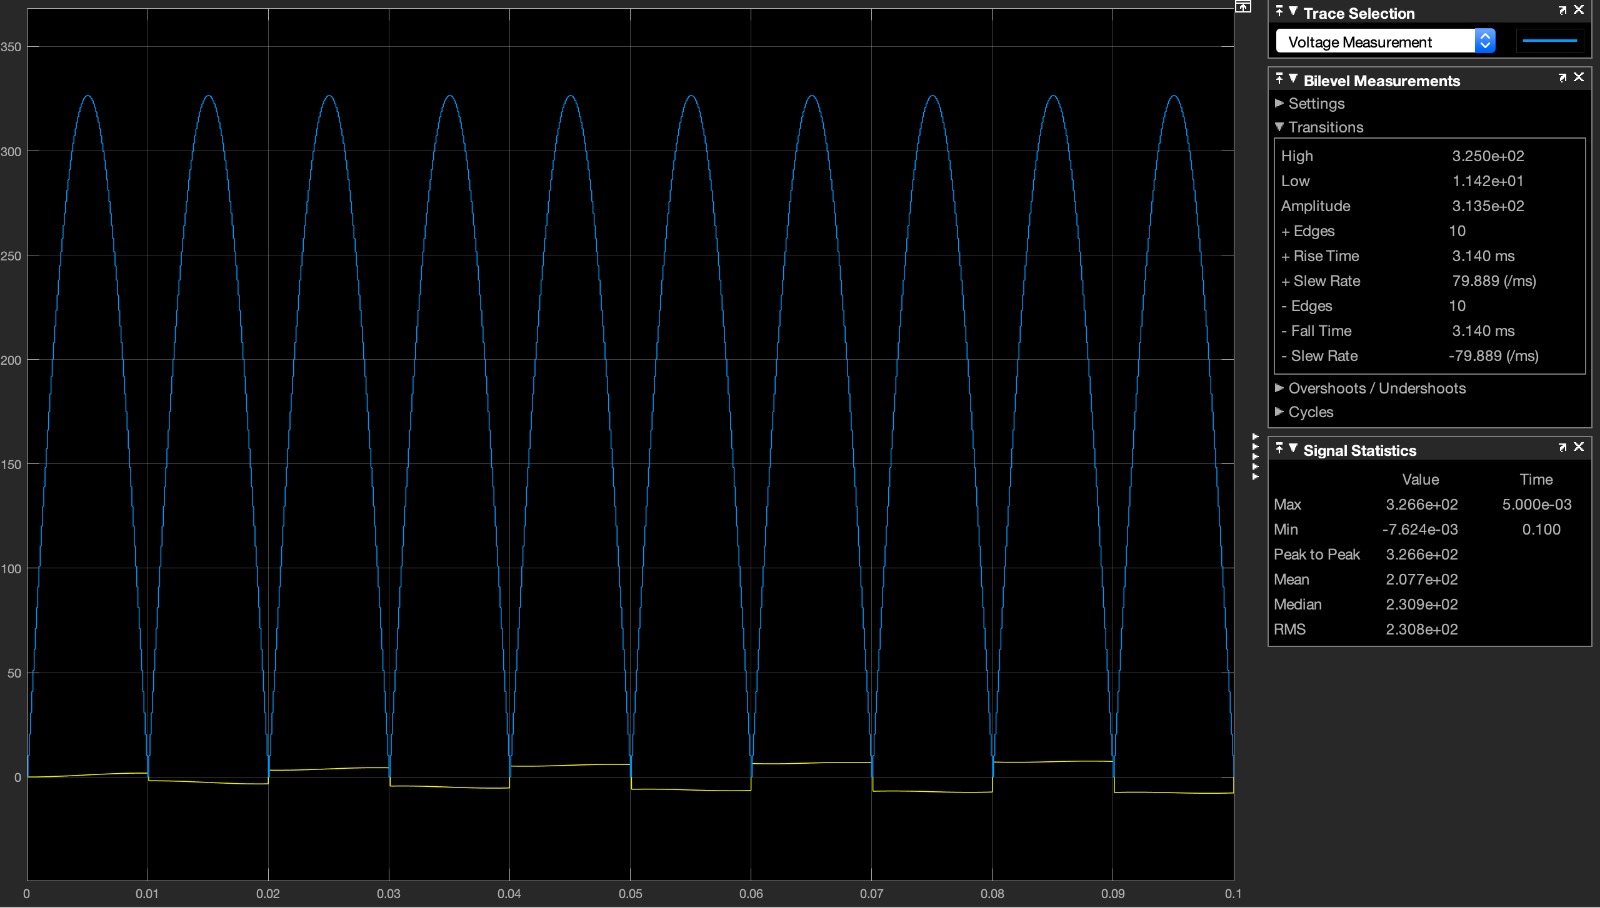 350
300
250
200
150
100
50
0
0 0.01 0.02 0.03 0.04 0.05 0.06 0.07 0.08 0.09 0.1
Trace Selection
Voltage Measurement
Bilevel Measurements
Settings
Transitions
High 3.250e+02
Low 1.142e+01
Amplitude 3.135e+02
+ Edges 10
+ Rise Time 3.140 ms
+ Slew Rate 79.889 (/ms)
- Edges 10
- Fall Time 3.140 ms
- Slew Rate -79.889 (/ms)
Overshoots / Undershoots
Cycles
Signal Statistics
Value Time
Max 3.266e+02 5.000e-03
Min -7.624e-03 0.100
Peak to Peak 3.266e+02
Mean 2.077e+02
Median 2.309e+02
RMS 2.308e+02